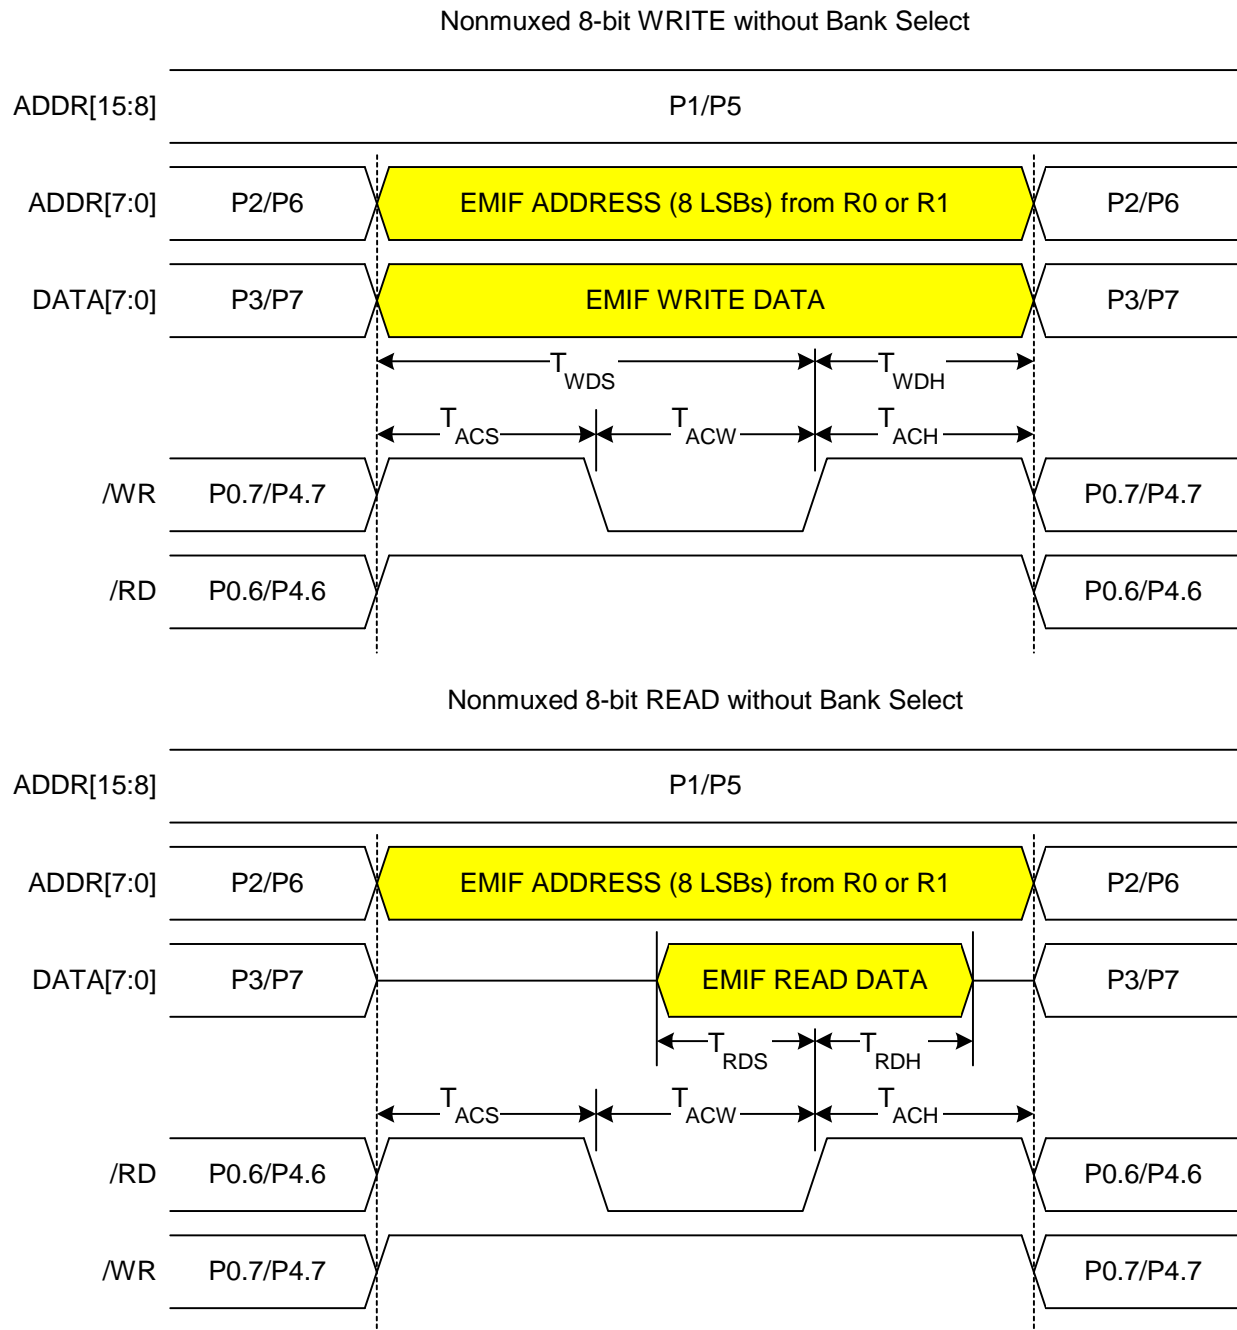 Nonmuxed 8-bit WRITE without Bank Select
ADDR[15:8] P1/P5
ADDR[7:0] P2/P6 EMIF ADDRESS (8 LSBs) from R0 or R1 P2/P6
DATA[7:0] P3/P7 EMIF WRITE DATA P3/P7
TWDS TWDH
TACS TACW TACH
/WR P0.7/P4.7 P0.7/P4.7
/RD P0.6/P4.6 P0.6/P4.6
Nonmuxed 8-bit READ without Bank Select
ADDR[15:8] P1/P5
ADDR[7:0] P2/P6 EMIF ADDRESS (8 LSBs) from R0 or R1 P2/P6
DATA[7:0] P3/P7 EMIF READ DATA P3/P7
TRDS TRDH
TACS TACW TACH
/RD P0.6/P4.6 P0.6/P4.6
/WR P0.7/P4.7 P0.7/P4.7